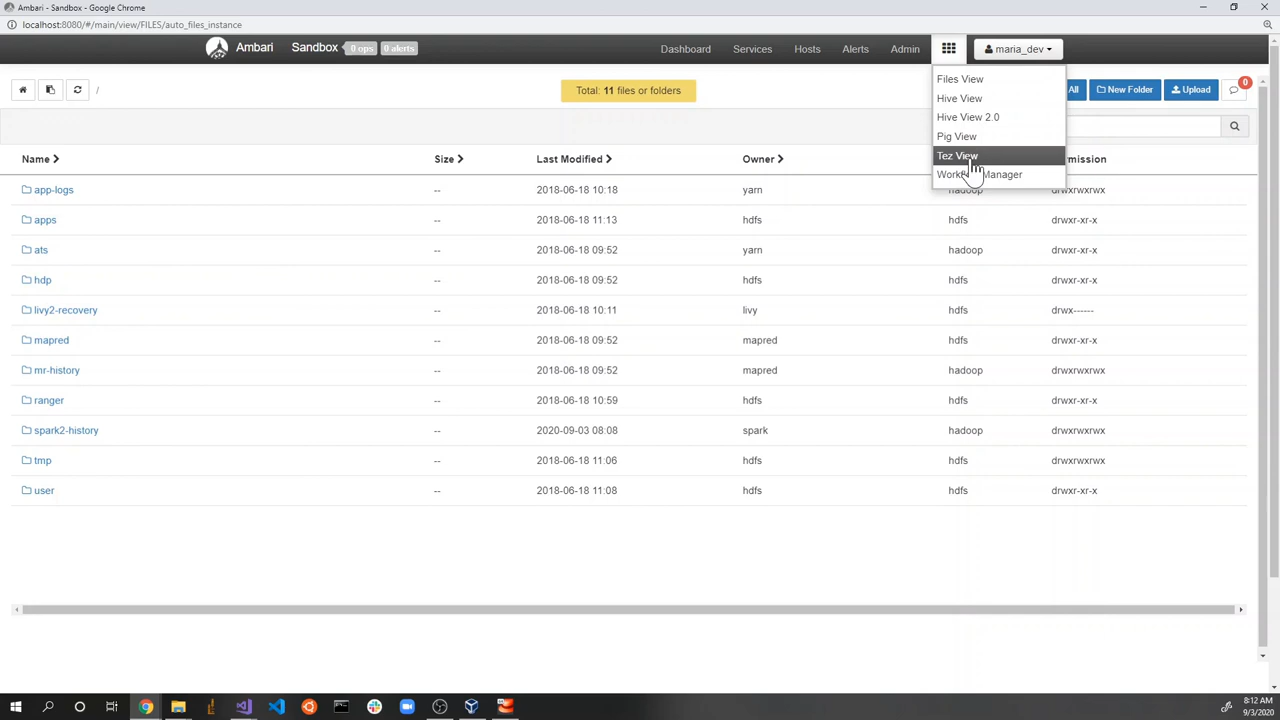 Ambari - Sandbox - Google Chrome
localhost:8080/#/main/view/FILES/auto_files_instance
Ambari Sandbox 0 ops 0 alerts Dashboard Services Hosts Alerts Admin maria_dev
Files View
Hive View
Hive View 2.0
Pig View
Tez View
Manager
/ Total: 11 files or folders All New Folder Upload 0
Name Size Last Modified Owner
app-logs -- 2018-06-18 10:18 yarn hadoop drwxrwxrwx
apps -- 2018-06-18 11:13 hdfs hdfs drwxr-xr-x
ats -- 2018-06-18 09:52 yarn hadoop drwxr-xr-x
hdp -- 2018-06-18 09:52 hdfs hdfs drwxr-xr-x
livy2-recovery -- 2018-06-18 10:11 livy hdfs drwx------
mapred -- 2018-06-18 09:52 mapred hdfs drwxr-xr-x
mr-history -- 2018-06-18 09:52 mapred hadoop drwxrwxrwx
ranger -- 2018-06-18 10:59 hdfs hdfs drwxr-xr-x
spark2-history -- 2020-09-03 08:08 spark hadoop drwxrwxrwx
tmp -- 2018-06-18 11:06 hdfs hdfs drwxrwxrwx
user -- 2018-06-18 11:08 hdfs hdfs drwxr-xr-x
8:12 AM
9/3/2020